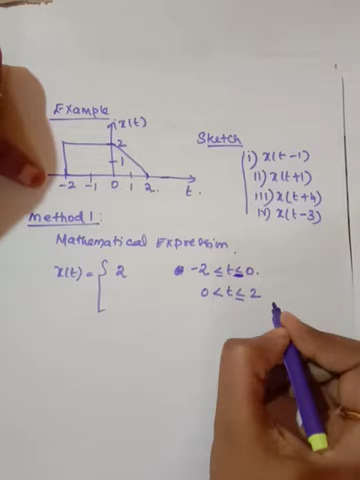 Example
x(t)
2
1
-2 -1 0 1 2 t
Sketch
i) x(t-1)
ii) x(t+1)
iii) x(t+4)
iv) x(t-3)
Method 1:
Mathematical Expression.
x(t) = { 2 -2 ≤ t ≤ 0.
0 < t ≤ 2